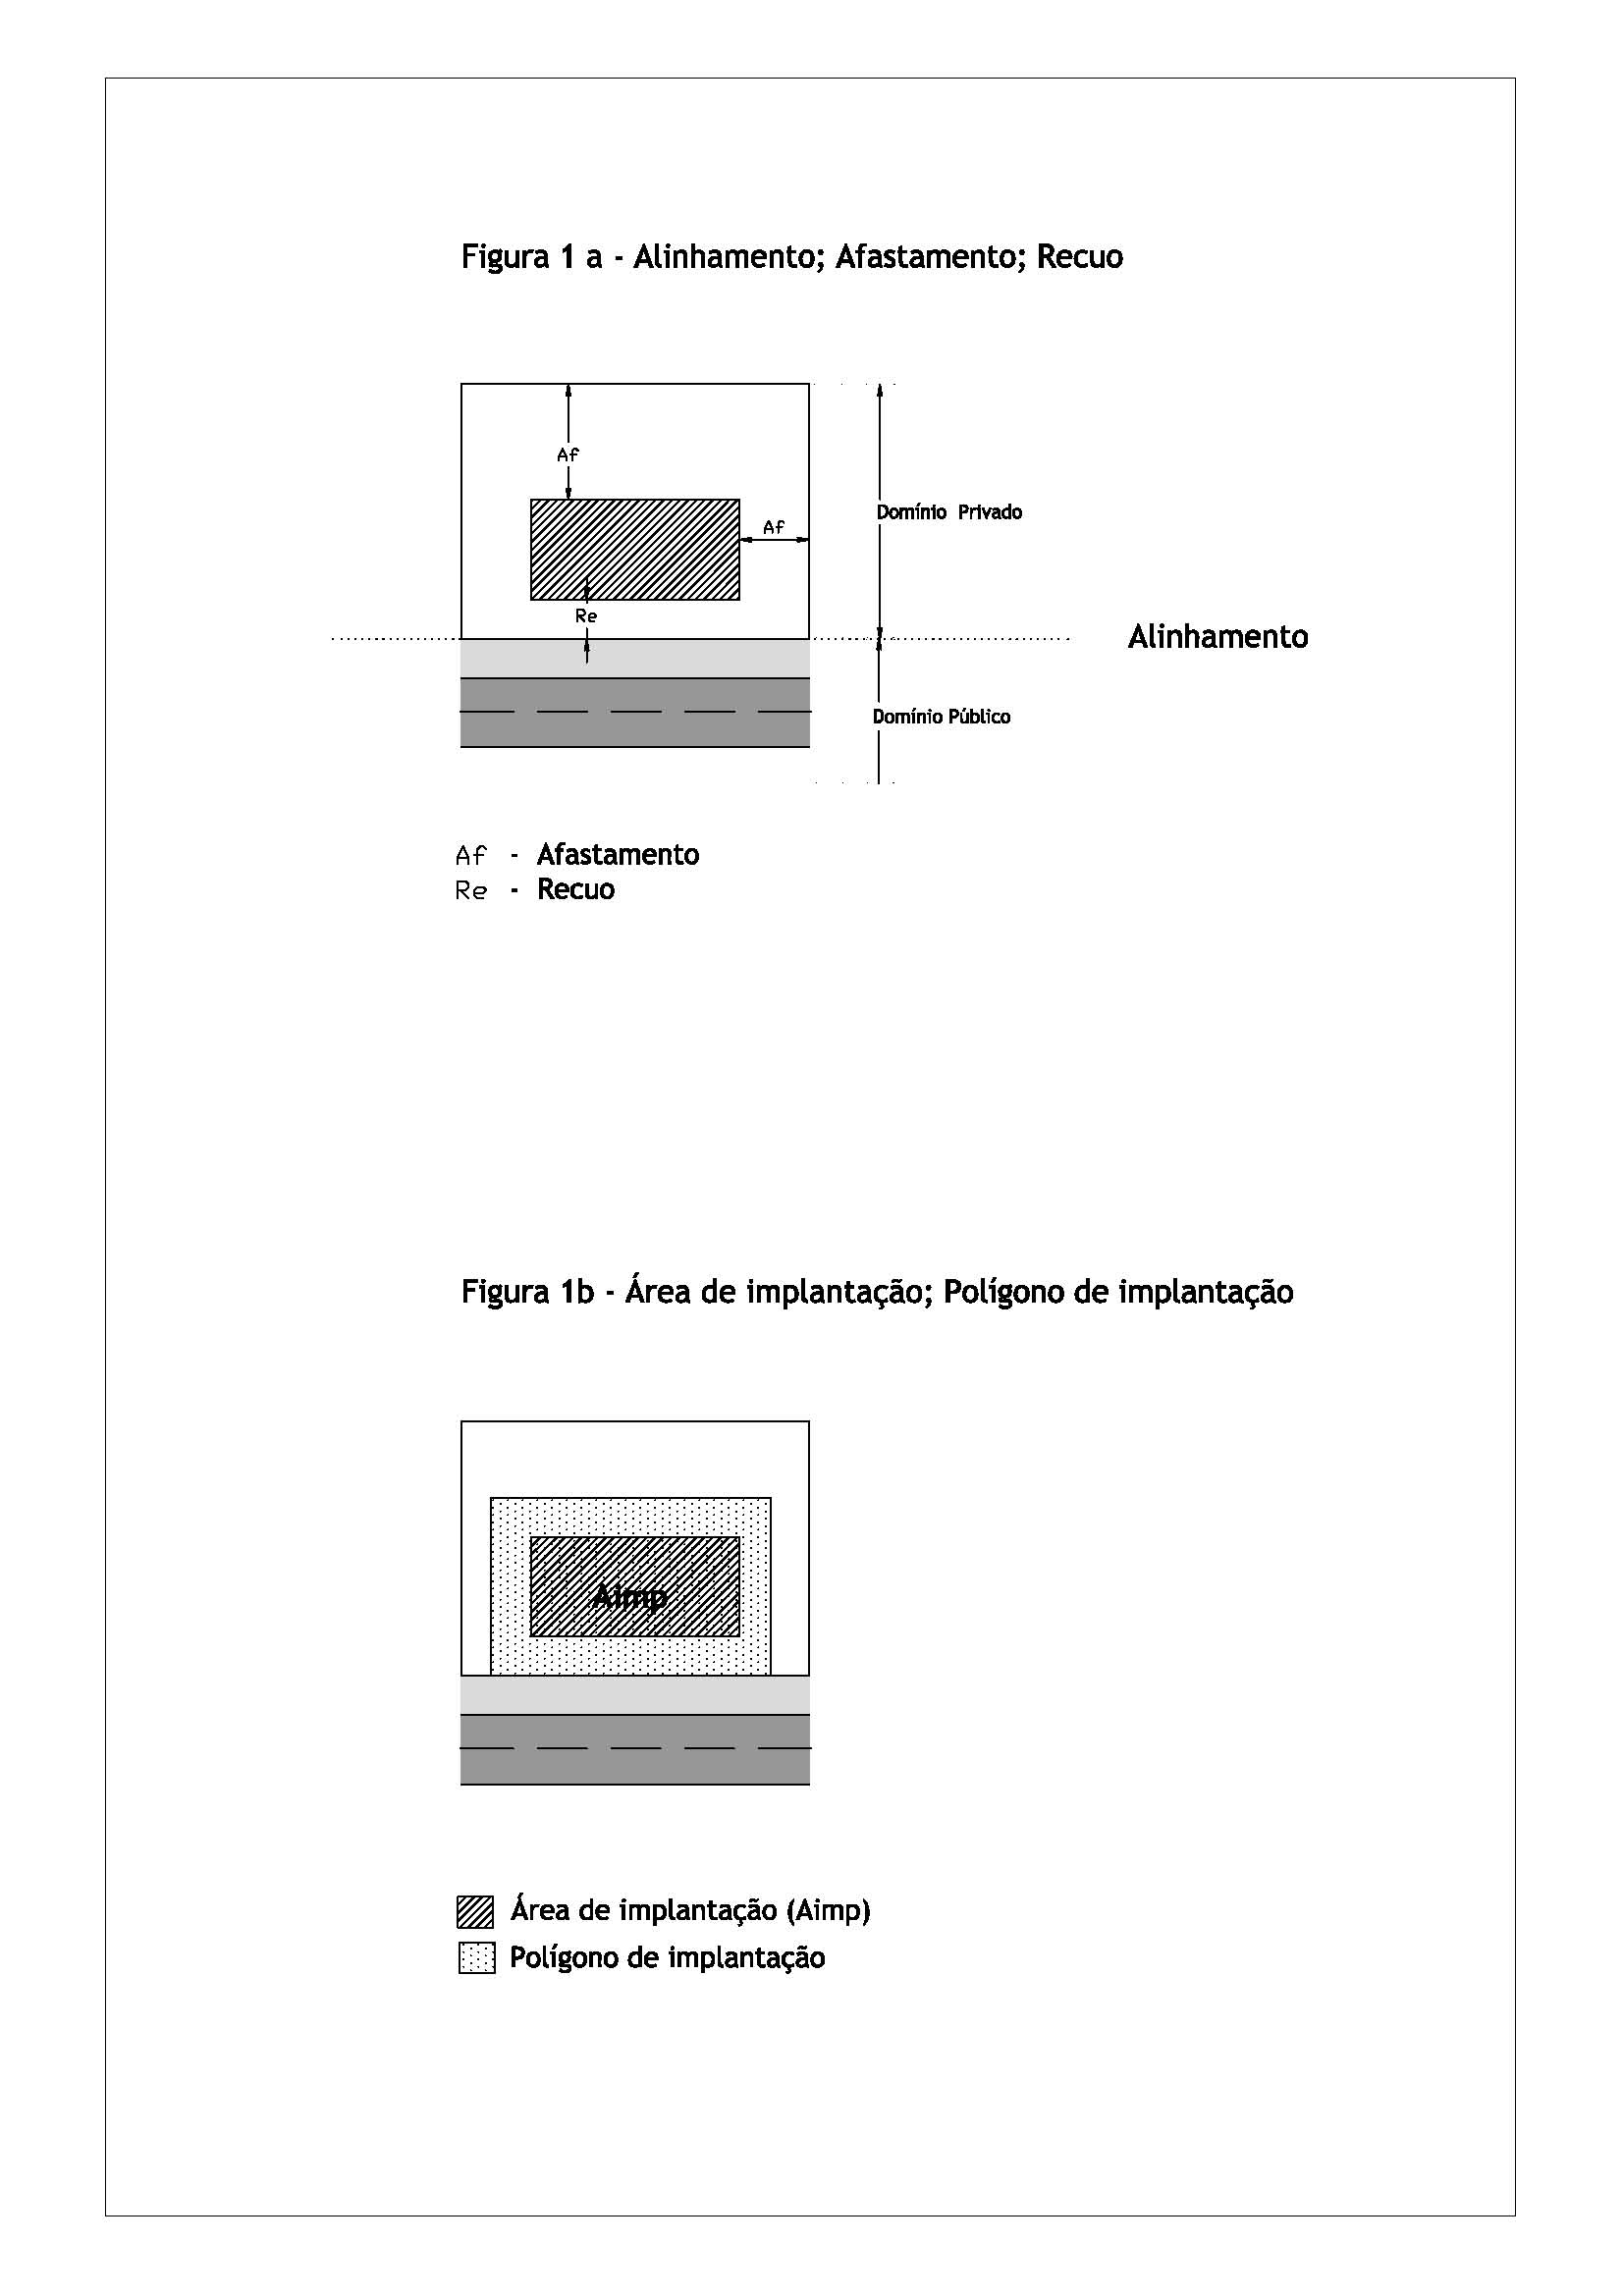 Figura 1 a - Alinhamento; Afastamento; Recuo
Af
Domínio Privado
Af
Re
Alinhamento
Domínio Público
Af - Afastamento
Re - Recuo
Figura 1b - Área de implantação; Polígono de implantação
Aimp
Área de implantação (Aimp)
Polígono de implantação